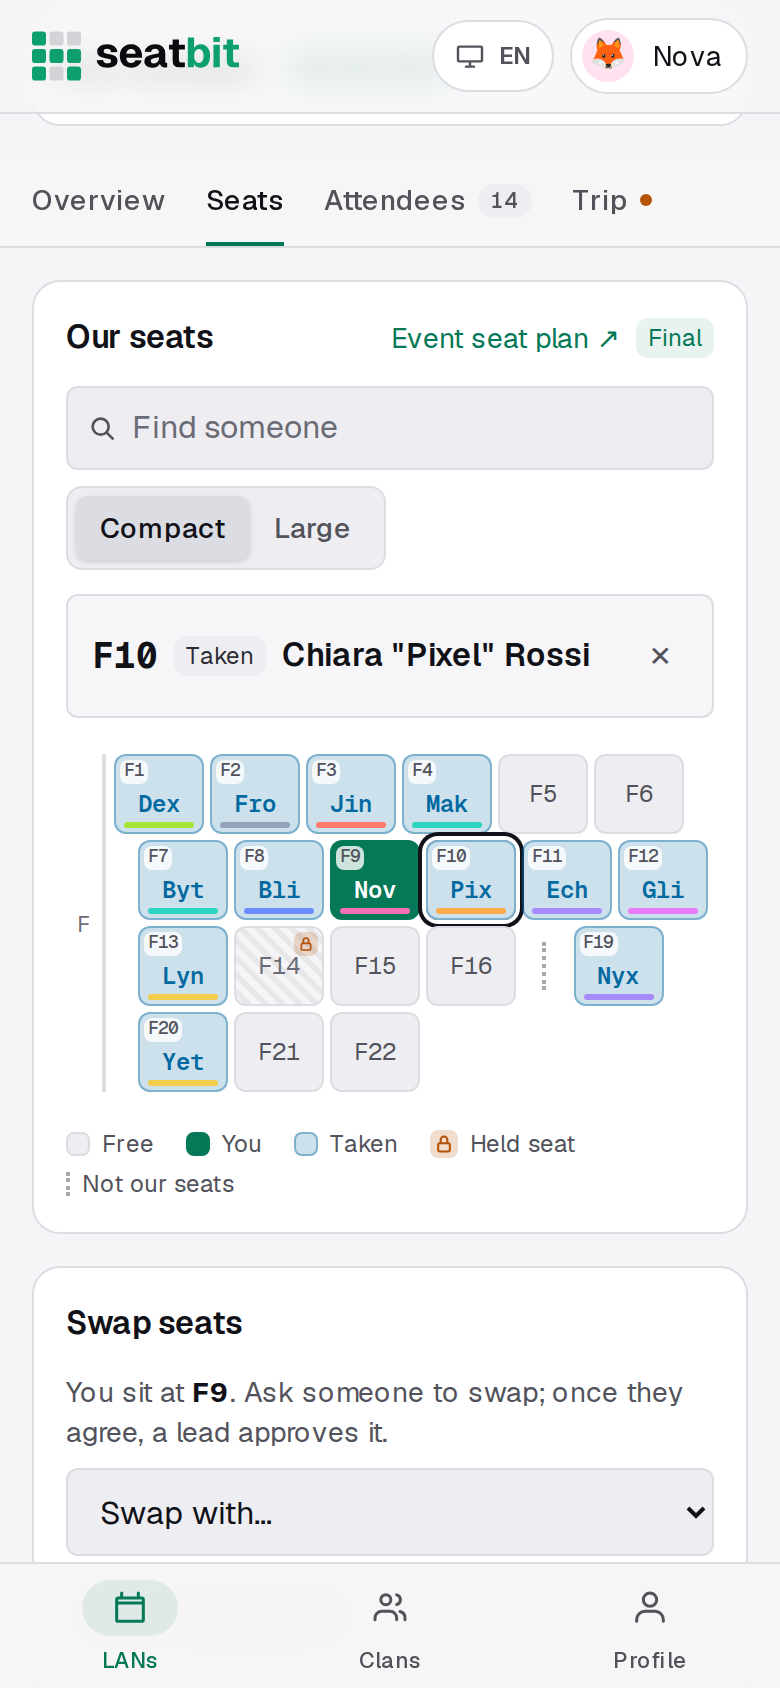 seatbit EN Nova
Overview Seats Attendees 14 Trip
Our seats Event seat plan ↗ Final
Find someone
Compact Large
F10 Taken Chiara "Pixel" Rossi ×
F1 Dex F2 Fro F3 Jin F4 Mak F5 F6
F7 Byt F8 Bli F9 Nov F10 Pix F11 Ech F12 Gli
F
F13 Lyn F14 F15 F16 F19 Nyx
F20 Yet F21 F22
Free You Taken Held seat
Not our seats
Swap seats
You sit at F9. Ask someone to swap; once they
agree, a lead approves it.
Swap with...
LANs Clans Profile